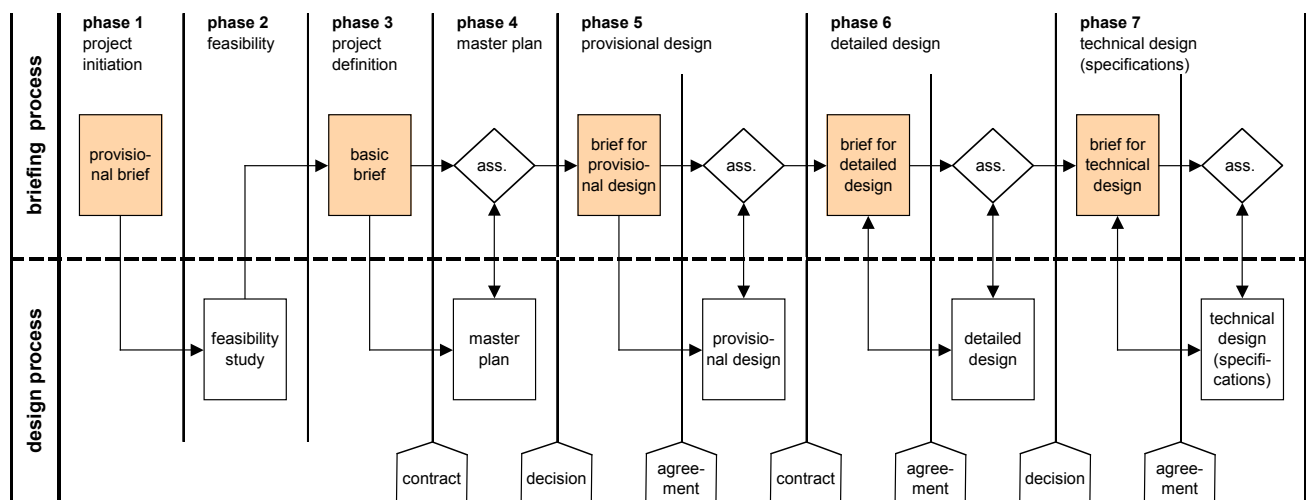 phase 1
project
initiation
phase 2
feasibility
phase 3
project
definition
phase 4
master plan
phase 5
provisional design
phase 6
detailed design
phase 7
technical design
(specifications)
briefing process
provisio-
nal brief
basic
brief
ass.
brief for
provisio-
nal design
ass.
brief for
detailed
design
ass.
brief for
technical
design
ass.
design process
feasibility
study
master
plan
provisio-
nal design
detailed
design
technical
design
(specifi-
cations)
contract
decision
agree-
ment
contract
agree-
ment
decision
agree-
ment